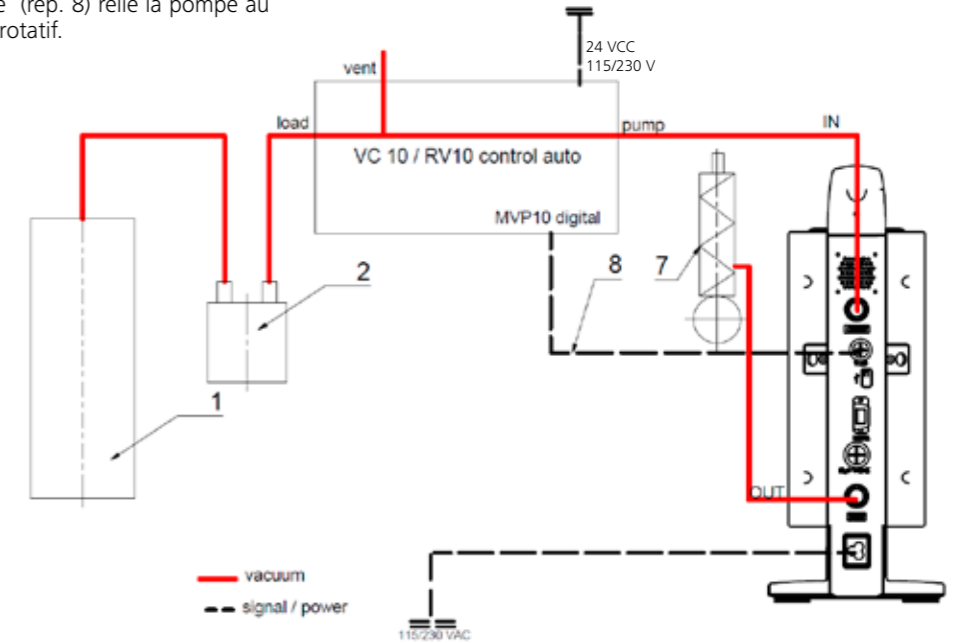 (rep. 8) relie la pompe au
rotatif.
24 VCC
115/230 V
vent
load
pump
IN
VC 10 / RV10 control auto
MVP10 digital
8
7
2
1
OUT
vacuum
signal / power
115/230 VAC